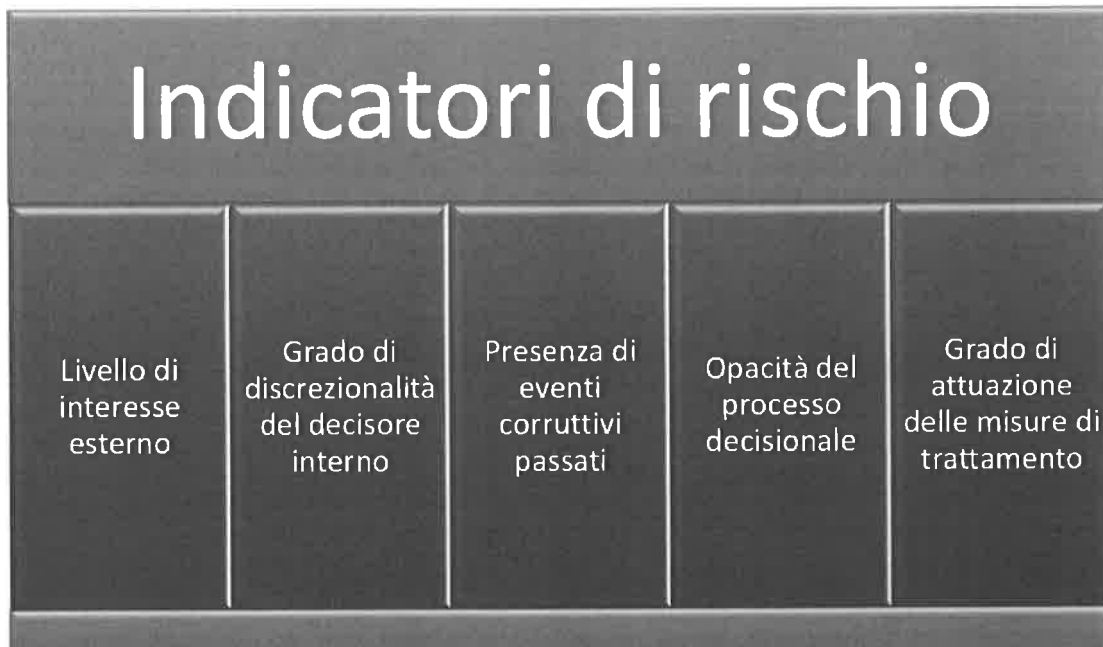 Indicatori di rischio
Livello di
interesse
esterno
Grado di
discrezionalità
del decisore
interno
Presenza di
eventi
corruttivi
passati
Opacità del
processo
decisionale
Grado di
attuazione
delle misure di
trattamento